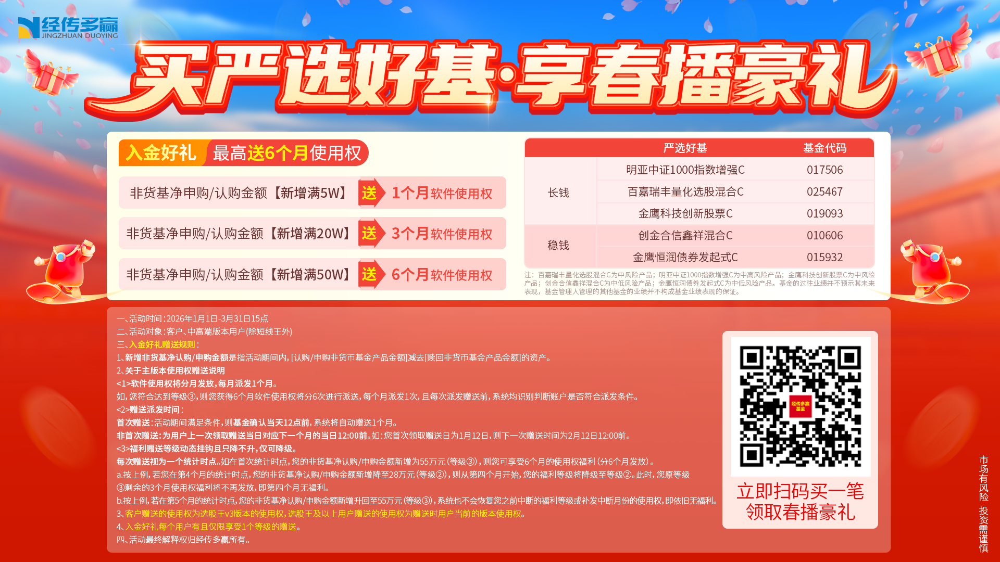 经传多赢
JINGZHUAN DUOYING
买严选好基·享春播豪礼
入金好礼 最高送6个月使用权
非货基净申购/认购金额【新增满5W】 送 1个月软件使用权
非货基净申购/认购金额【新增满20W】 送 3个月软件使用权
非货基净申购/认购金额【新增满50W】 送 6个月软件使用权
严选好基 基金代码
长钱
明亚中证1000指数增强C 017506
百嘉瑞丰量化选股混合C 025467
金鹰科技创新股票C 019093
稳钱
创金合信鑫祥混合C 010606
金鹰恒润债券发起式C 015932
注：百嘉瑞丰量化选股混合C为中风险产品；明亚中证1000指数增强C为中高风险产品；金鹰科技创新股票C为中风险
产品；创金合信鑫祥混合C为中低风险产品；金鹰恒润债券发起式C为中低风险产品。基金的过往业绩并不预示其未来
表现，基金管理人管理的其他基金的业绩并不构成基金业绩表现的保证。
一、活动时间：2026年1月1日-3月31日15点
二、活动对象：客户、中高端版本用户(除短线王外)
三、入金好礼赠送规则：
1、新增非货基净认购/申购金额是指活动期间内，[认购/申购非货币基金产品金额]减去[赎回非货币基金产品金额]的资产。
2、关于主版本使用权赠送说明
<1>软件使用权将分月发放，每月派发1个月。
如，您符合达到等级③，则您获得6个月软件使用权将分6次进行派送，每个月派发1次，且每次派发赠送前，系统均识别判断账户是否符合派发条件。
<2>赠送派发时间：
首次赠送：活动期间满足条件，则基金确认当天12点前，系统将自动赠送1个月。
非首次赠送：为用户上一次领取赠送当日对应下一个月的当日12:00前。如：您首次领取赠送日为1月12日，则下一次赠送时间为2月12日12:00前。
<3>福利赠送等级动态挂钩且只降不升，仅可降级。
每次赠送视为一个统计时点。如在首次统计时点，您的非货基净认购/申购金额新增为55万元（等级③），则您可享受6个月的使用权福利（分6个月发放）。
a.按上例，若您在第4个月的统计时点，您的非货基净认购/申购金额新增降至28万元（等级②），则从第四个月开始，您的福利等级将降级至等级②。此时，您原等级
③剩余的3个月使用权福利将不再发放，即第四个月无福利。
b.按上例，若在第5个月的统计时点，您的非货基净认购/申购金额新增升回至55万元（等级③），系统也不会恢复您之前中断的福利等级或补发中断月份的使用权，即依旧无福利。
3、客户赠送的使用权为选股王v3版本的使用权，选股王及以上用户赠送的使用权为赠送时用户当前的版本使用权。
4、入金好礼每个用户有且仅限享受1个等级的赠送。
四、活动最终解释权归经传多赢所有。
经传多赢
基金
立即扫码买一笔
领取春播豪礼
市场有风险 投资需谨慎